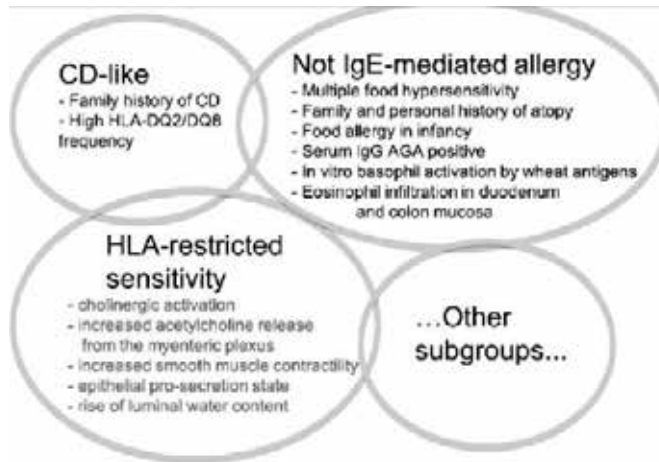 CD-like
- Family history of CD
- High HLA-DQ2/DQ8
frequency
Not IgE-mediated allergy
- Multiple food hypersensitivity
- Family and personal history of atopy
- Food allergy in infancy
- Serum IgG AGA positive
- In vitro basophil activation by wheat antigens
- Eosinophil infiltration in duodenum
and colon mucosa
HLA-restricted
sensitivity
- cholinergic activation
- increased acetylcholine release
from the myenteric plexus
- increased smooth muscle contractility
- epithelial pro-secretion state
- rise of luminal water content
...Other
subgroups...